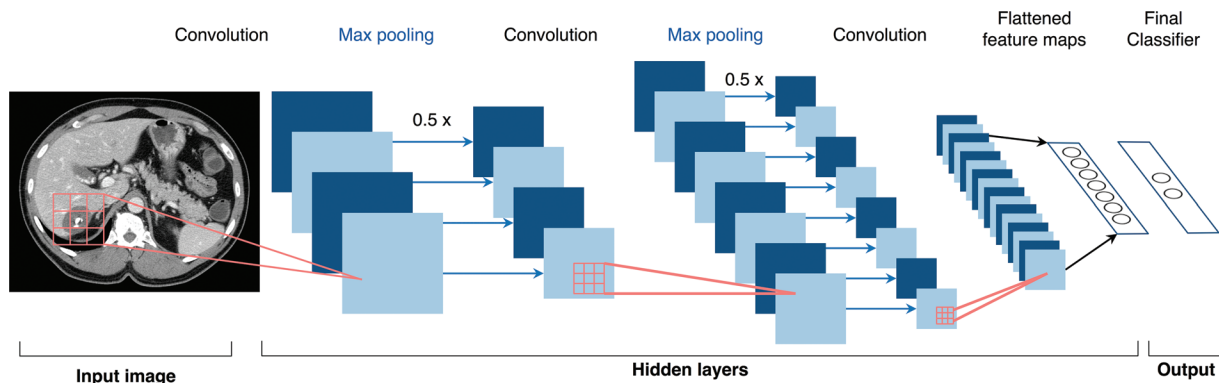 Convolution
Max pooling
Convolution
Max pooling
Convolution
Flattened
feature maps
Final
Classifier
0.5 x
0.5 x
Input image
Hidden layers
Output